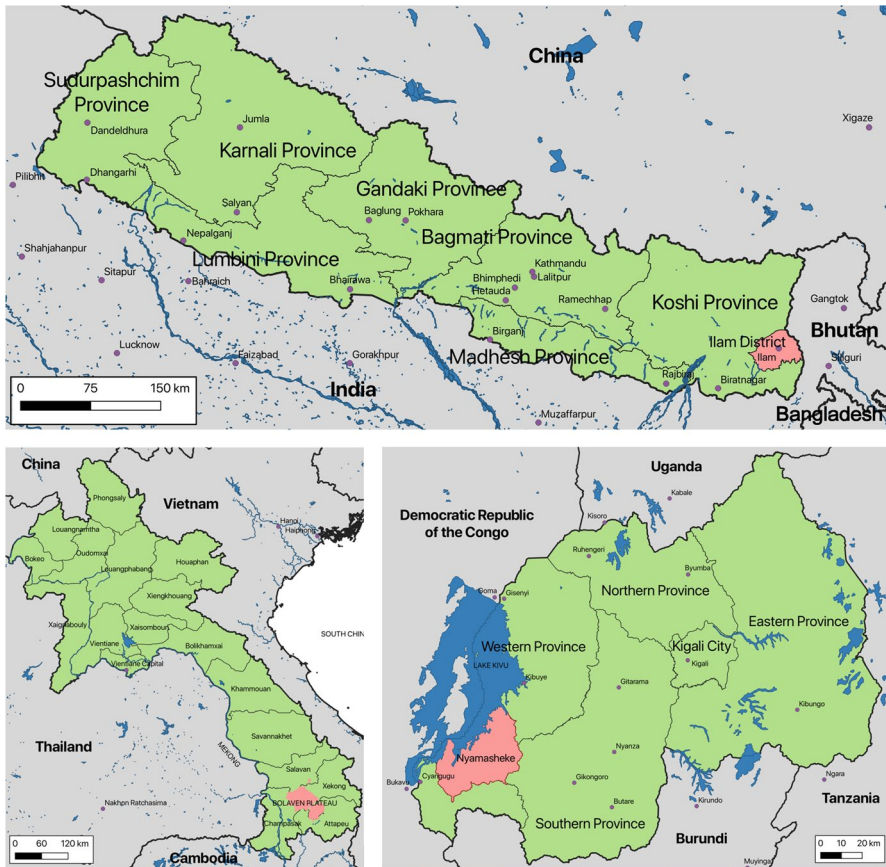 China
Sudurpashchim
Province
Dandeldhura
Jumla
Xigaze
Karnali Province
Pilibhit
Dhangarhi
Gandaki Province
Salyan
Baglung
Pokhara
Bagmati Province
Nepalganj
Shahjahanpur
Lumbini Province
Kathmandu
Lalitpur
Sitapur
Bahraich
Bhimphedi
Bhairawa
Hetauda
Ramechhap
Koshi Province
Gangtok
Birganj
Ilam District
Bhutan
Lucknow
Faizabad
Gorakhpur
Madhesh Province
Ilam
Siliguri
0 75 150 km
India
Rajbiraj
Biratnagar
Muzaffarpur
Bangladesh
China
Phongsaly
Vietnam
Louangnamtha
Hanoi
Haiphong
Bokeo
Oudomxai
Louangphabang
Houaphan
Xiengkhouang
Xaignabouly
Xaisomboun
SOUTH CHIN
Vientiane
Bolikhamxai
Vientiane Capital
Khammouan
Thailand
MEKONG
Savannakhet
Salavan
Xekong
Nakhpn Ratchasima
BOLAVEN PLATEAU
Champasak
Attapeu
0 60 120 km
Cambodia
Uganda
Kabale
Democratic Republic
of the Congo
Kisoro
Ruhengeri
Byumba
Northern Province
Goma
Gisenyi
Eastern Province
Western Province
Kigali City
LAKE KIVU
Kigali
Kibuye
Gitarama
Kibungo
Nyamasheke
Nyanza
Bukavu
Cyangugu
Gikongoro
Ngara
Butare
Kirundo
Tanzania
Southern Province
Burundi
Muyinga
0 10 20 km